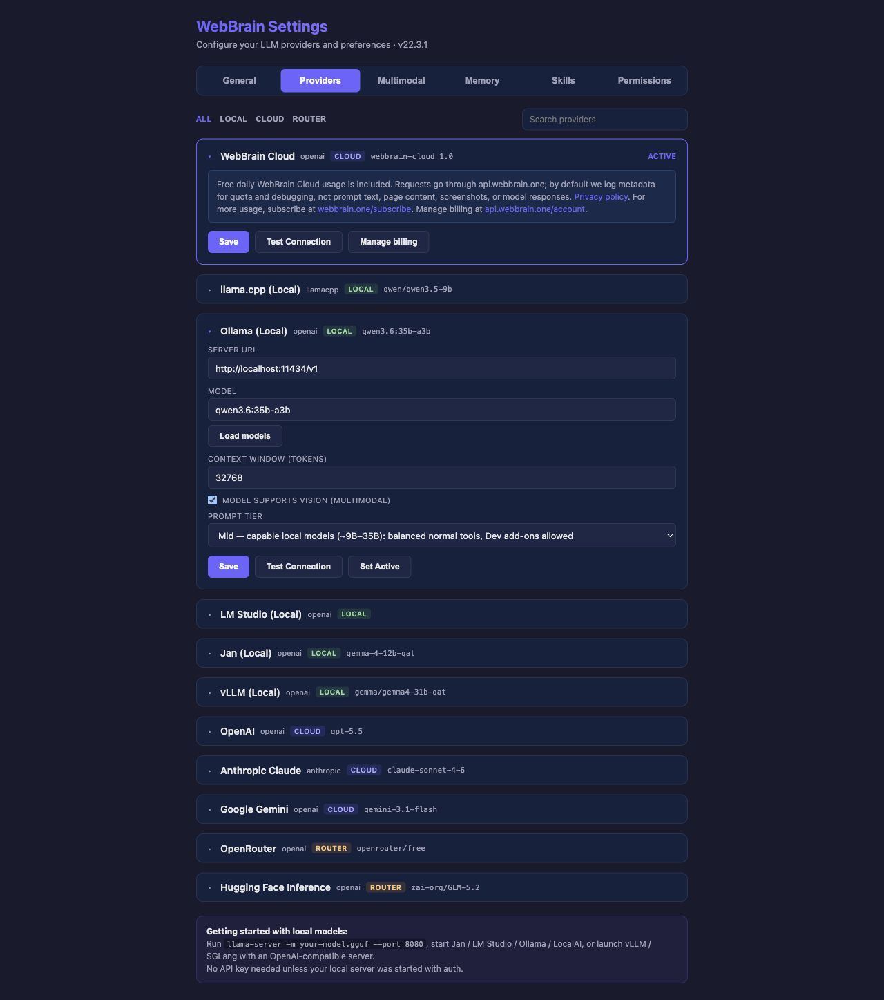 WebBrain Settings
Configure your LLM providers and preferences · v22.3.1
General Providers Multimodal Memory Skills Permissions
ALL LOCAL CLOUD ROUTER Search providers
WebBrain Cloud openai CLOUD webbrain-cloud 1.0 ACTIVE
Free daily WebBrain Cloud usage is included. Requests go through api.webbrain.one; by default we log metadata
for quota and debugging, not prompt text, page content, screenshots, or model responses. Privacy policy. For
more usage, subscribe at webbrain.one/subscribe. Manage billing at api.webbrain.one/account.
Save Test Connection Manage billing
llama.cpp (Local) llamacpp LOCAL qwen/qwen3.5-9b
Ollama (Local) openai LOCAL qwen3.6:35b-a3b
SERVER URL
http://localhost:11434/v1
MODEL
qwen3.6:35b-a3b
Load models
CONTEXT WINDOW (TOKENS)
32768
MODEL SUPPORTS VISION (MULTIMODAL)
PROMPT TIER
Mid — capable local models (~9B–35B): balanced normal tools, Dev add-ons allowed
Save Test Connection Set Active
LM Studio (Local) openai LOCAL
Jan (Local) openai LOCAL gemma-4-12b-qat
vLLM (Local) openai LOCAL gemma/gemma4-31b-qat
OpenAI openai CLOUD gpt-5.5
Anthropic Claude anthropic CLOUD claude-sonnet-4-6
Google Gemini openai CLOUD gemini-3.1-flash
OpenRouter openai ROUTER openrouter/free
Hugging Face Inference openai ROUTER zai-org/GLM-5.2
Getting started with local models:
Run llama-server -m your-model.gguf --port 8080 , start Jan / LM Studio / Ollama / LocalAI, or launch vLLM /
SGLang with an OpenAI-compatible server.
No API key needed unless your local server was started with auth.